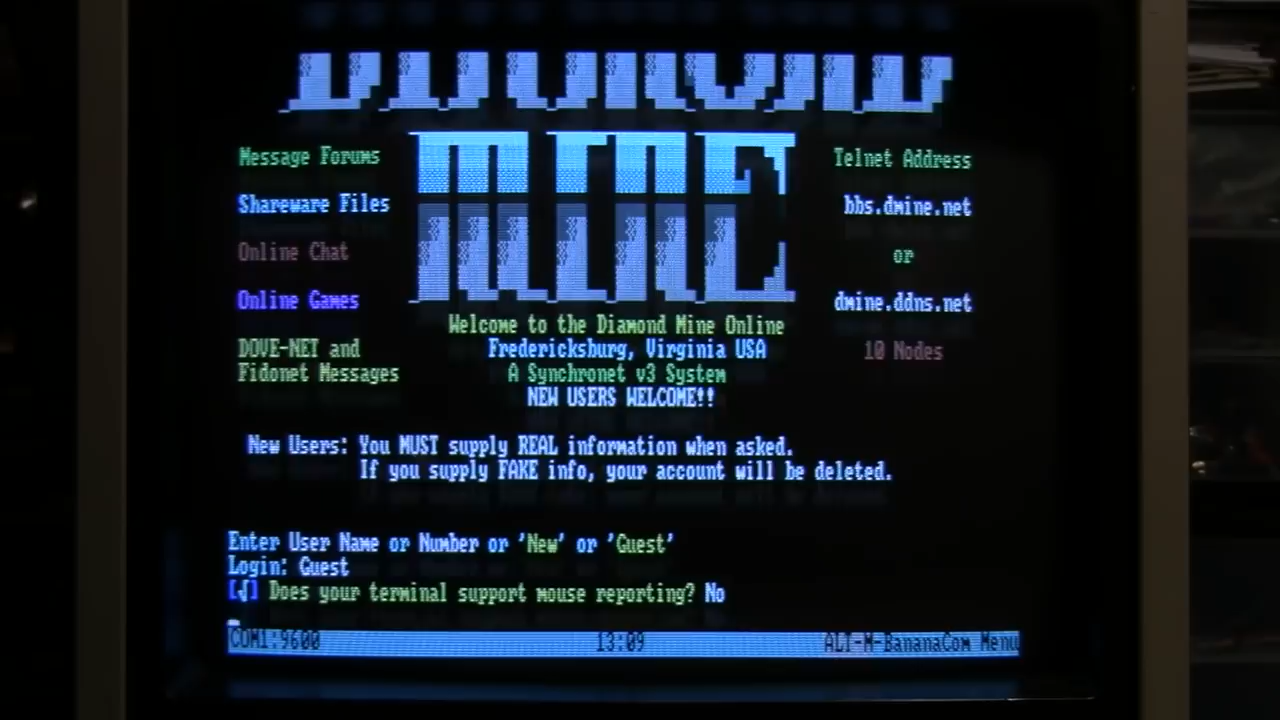 DIAMOND
MINE
Message Forums
Telnet Address
Shareware Files
bbs.dmine.net
Online Chat
or
Online Games
dmine.ddns.net
Welcome to the Diamond Mine Online
DOVE-NET and
Fredericksburg, Virginia USA
10 Nodes
Fidonet Messages
A Synchronet v3 System
NEW USERS WELCOME!!
New Users: You MUST supply REAL information when asked.
If you supply FAKE info, your account will be deleted.
Enter User Name or Number or 'New' or 'Guest'
Login: Guest
[√] Does your terminal support mouse reporting? No
COM1:9600 13:09 ALT-M-BananaCom Menu